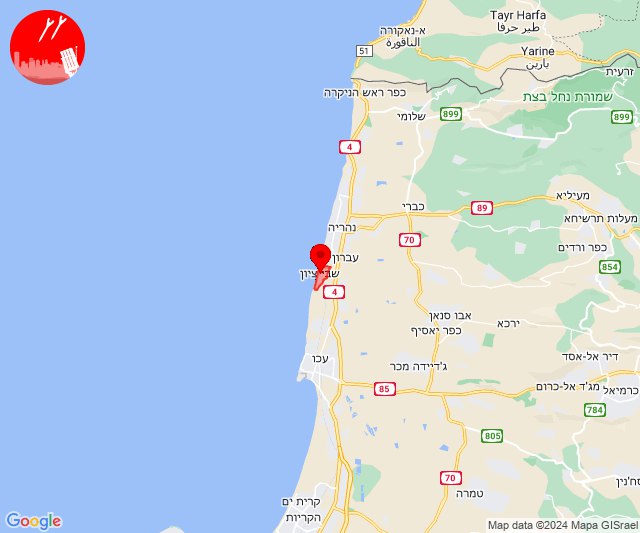 Tayr Harfa
طير حرفا
א-נאקורה
الناقورة
51
Yarine
يارين
זרעית
כפר ראש הניקרה
שמורת נחל בצת
שלומי
899
899
4
מעיליא
כברי
89
מעלות תרשיחא
נהריה
70
כפר ורדים
עברון
854
4
אבו סנאן
ירכא
כפר יאסיף
עכו
דיר אל-אסד
ג'דיידה מכר
85
מג'ד אל-כרום
כרמיאל
784
805
70
סח'נין
טמרה
קרית ים
הקריות
Google
Map data ©2024 Mapa GISrael